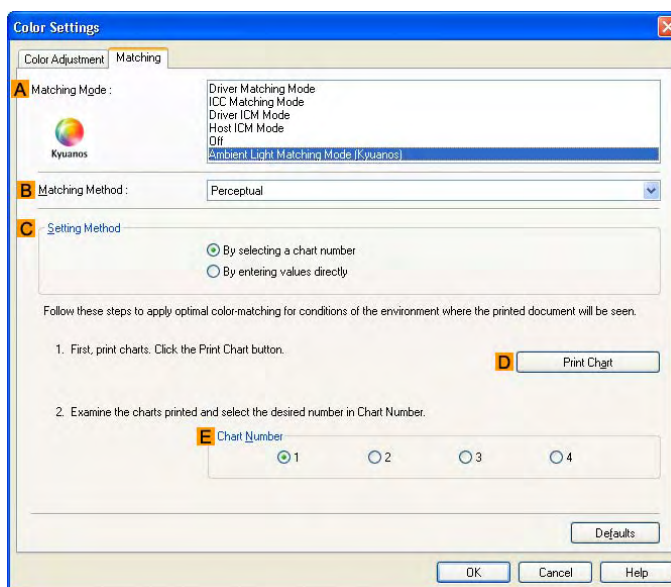 Color Settings
Color Adjustment
Matching
A Matching Mode :
Driver Matching Mode
ICC Matching Mode
Driver ICM Mode
Host ICM Mode
Off
Ambient Light Matching Mode (Kyuanos)
Kyuanos
B Matching Method :
Perceptual
C Setting Method
By selecting a chart number
By entering values directly
Follow these steps to apply optimal color-matching for conditions of the environment where the printed document will be seen.
1. First, print charts. Click the Print Chart button.
D Print Chart
2. Examine the charts printed and select the desired number in Chart Number.
E Chart Number
1 2 3 4
Defaults
OK Cancel Help